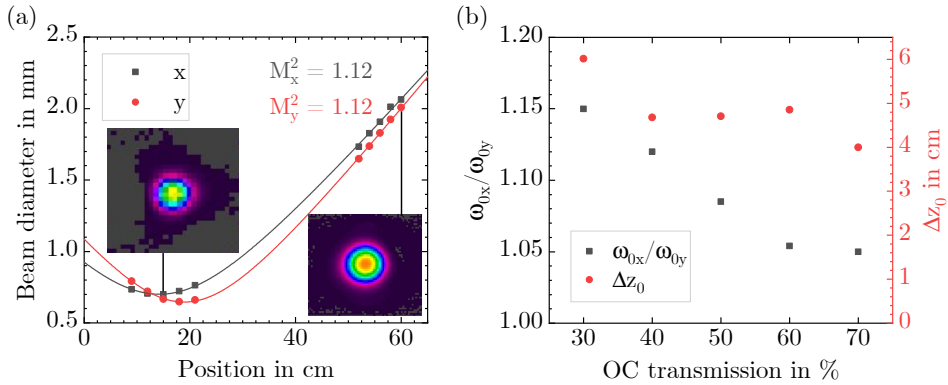 (a)
x
y
M²ₓ = 1.12
M²_y = 1.12
Beam diameter in mm
2.5
2.0
1.5
1.0
0.5
0
20
40
60
Position in cm
(b)
1.20
1.15
1.10
1.05
1.00
ω₀ₓ/ω₀y
ω₀ₓ/ω₀y
Δz₀
6
5
4
3
2
1
0
Δz₀ in cm
30
40
50
60
70
OC transmission in %